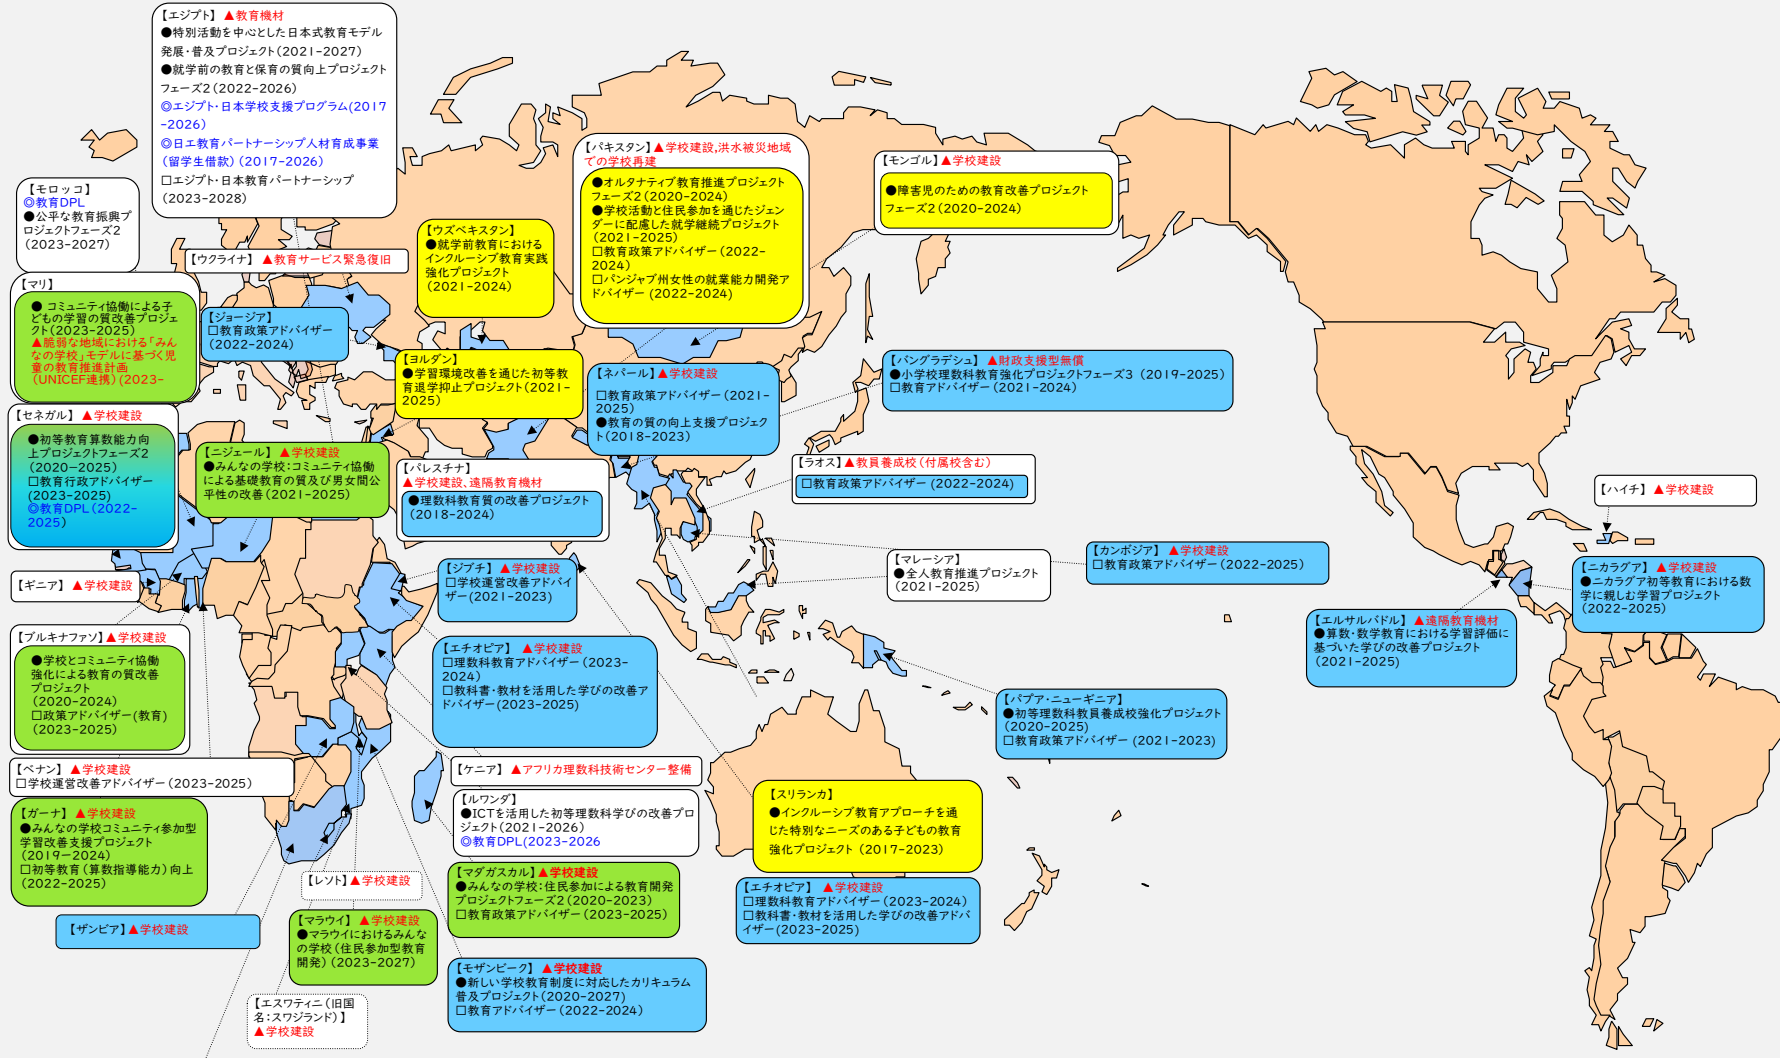 【エジプト】 ▲教育機材
●特別活動を中心とした日本式教育モデル
発展・普及プロジェクト(2021-2027)
●就学前の教育と保育の質向上プロジェクト
フェーズ2(2022-2026)
◎エジプト・日本学校支援プログラム(2017
-2026)
◎日エ教育パートナーシップ人材育成事業
(留学生借款)(2017-2026)
□エジプト・日本教育パートナーシップ
(2023-2028)
【モロッコ】
◎教育DPL
●公平な教育振興プ
ロジェクトフェーズ2
(2023-2027)
【ウクライナ】 ▲教育サービス緊急復旧
【マリ】
● コミュニティ協働による子
どもの学習の質改善プロジェ
クト(2023-2025)
▲脆弱な地域における「みん
なの学校」モデルに基づく児
童の教育推進計画
(UNICEF連携)(2023-
【ジョージア】
□教育政策アドバイザー
(2022-2024)
【ウズベキスタン】
●就学前教育における
インクルーシブ教育実践
強化プロジェクト
(2021-2024)
【パキスタン】▲学校建設,洪水被災地域
での学校再建
●オルタナティブ教育推進プロジェクト
フェーズ2(2020-2024)
●学校活動と住民参加を通じたジェン
ダーに配慮した就学継続プロジェクト
(2021-2025)
□教育政策アドバイザー(2022-
2024)
□パンジャブ州女性の就業能力開発ア
ドバイザー(2022-2024)
【モンゴル】▲学校建設
●障害児のための教育改善プロジェクト
フェーズ2(2020-2024)
【ヨルダン】
●学習環境改善を通じた初等教
育退学抑止プロジェクト(2021-
2025)
【ネパール】▲学校建設
□教育政策アドバイザー(2021-
2025)
●教育の質の向上支援プロジェク
ト(2018-2023)
【バングラデシュ】 ▲財政支援型無償
●小学校理数科教育強化プロジェクトフェーズ3 (2019-2025)
□教育アドバイザー(2021-2024)
【セネガル】 ▲学校建設
●初等教育算数能力向
上プロジェクトフェーズ2
(2020−2025)
□教育行政アドバイザー
(2023-2025)
◎教育DPL(2022-
2025)
【ニジェール】 ▲学校建設
●みんなの学校:コミュニティ協働
による基礎教育の質及び男女間公
平性の改善(2021-2025)
【パレスチナ】
▲学校建設、遠隔教育機材
●理数科教育質の改善プロジェクト
(2018-2024)
【ラオス】▲教員養成校(付属校含む)
□教育政策アドバイザー(2022-2024)
【ハイチ】 ▲学校建設
【ギニア】 ▲学校建設
【ジブチ】 ▲学校建設
□学校運営改善アドバイ
ザー(2021-2023)
【マレーシア】
●全人教育推進プロジェクト
(2021-2025)
【カンボジア】▲学校建設
□教育政策アドバイザー(2022-2025)
【ニカラグア】▲学校建設
●ニカラグア初等教育における数
学に親しむ学習プロジェクト
(2022-2025)
【エルサルバドル】 ▲遠隔教育機材
●算数・数学教育における学習評価に
基づいた学びの改善プロジェクト
(2021-2025)
【ブルキナファソ】▲学校建設
●学校とコミュニティ協働
強化による教育の質改善
プロジェクト
(2020-2024)
□政策アドバイザー(教育)
(2023-2025)
【エチオピア】 ▲学校建設
□理数科教育アドバイザー(2023-
2024)
□教科書・教材を活用した学びの改善ア
ドバイザー(2023-2025)
【パプア・ニューギニア】
●初等理数科教員養成校強化プロジェクト
(2020-2025)
□教育政策アドバイザー(2021-2023)
【ベナン】 ▲学校建設
□学校運営改善アドバイザー(2023-2025)
【ケニア】 ▲アフリカ理数科技術センター整備
【ルワンダ】
●ICTを活用した初等理数科学びの改善プロ
ジェクト(2021-2026)
◎教育DPL(2023-2026
【スリランカ】
●インクルーシブ教育アプローチを通
じた特別なニーズのある子どもの教育
強化プロジェクト (2017-2023)
【ガーナ】 ▲学校建設
●みんなの学校コミュニティ参加型
学習改善支援プロジェクト
(2019−2024)
□初等教育(算数指導能力)向上
(2022-2025)
【レソト】▲学校建設
【マダガスカル】▲学校建設
●みんなの学校:住民参加による教育開発
プロジェクトフェーズ2(2020-2023)
□教育政策アドバイザー(2023-2025)
【エチオピア】 ▲学校建設
□理数科教育アドバイザー(2023-2024)
□教科書・教材を活用した学びの改善アドバ
イザー(2023-2025)
【ザンビア】▲学校建設
【マラウイ】 ▲学校建設
●マラウイにおけるみんな
の学校(住民参加型教育
開発)(2023-2027)
【モザンビーク】 ▲学校建設
●新しい学校教育制度に対応したカリキュラム
普及プロジェクト(2020-2027)
□教育アドバイザー(2022-2024)
【エスワティニ(旧国
名:スワジランド)】
▲学校建設